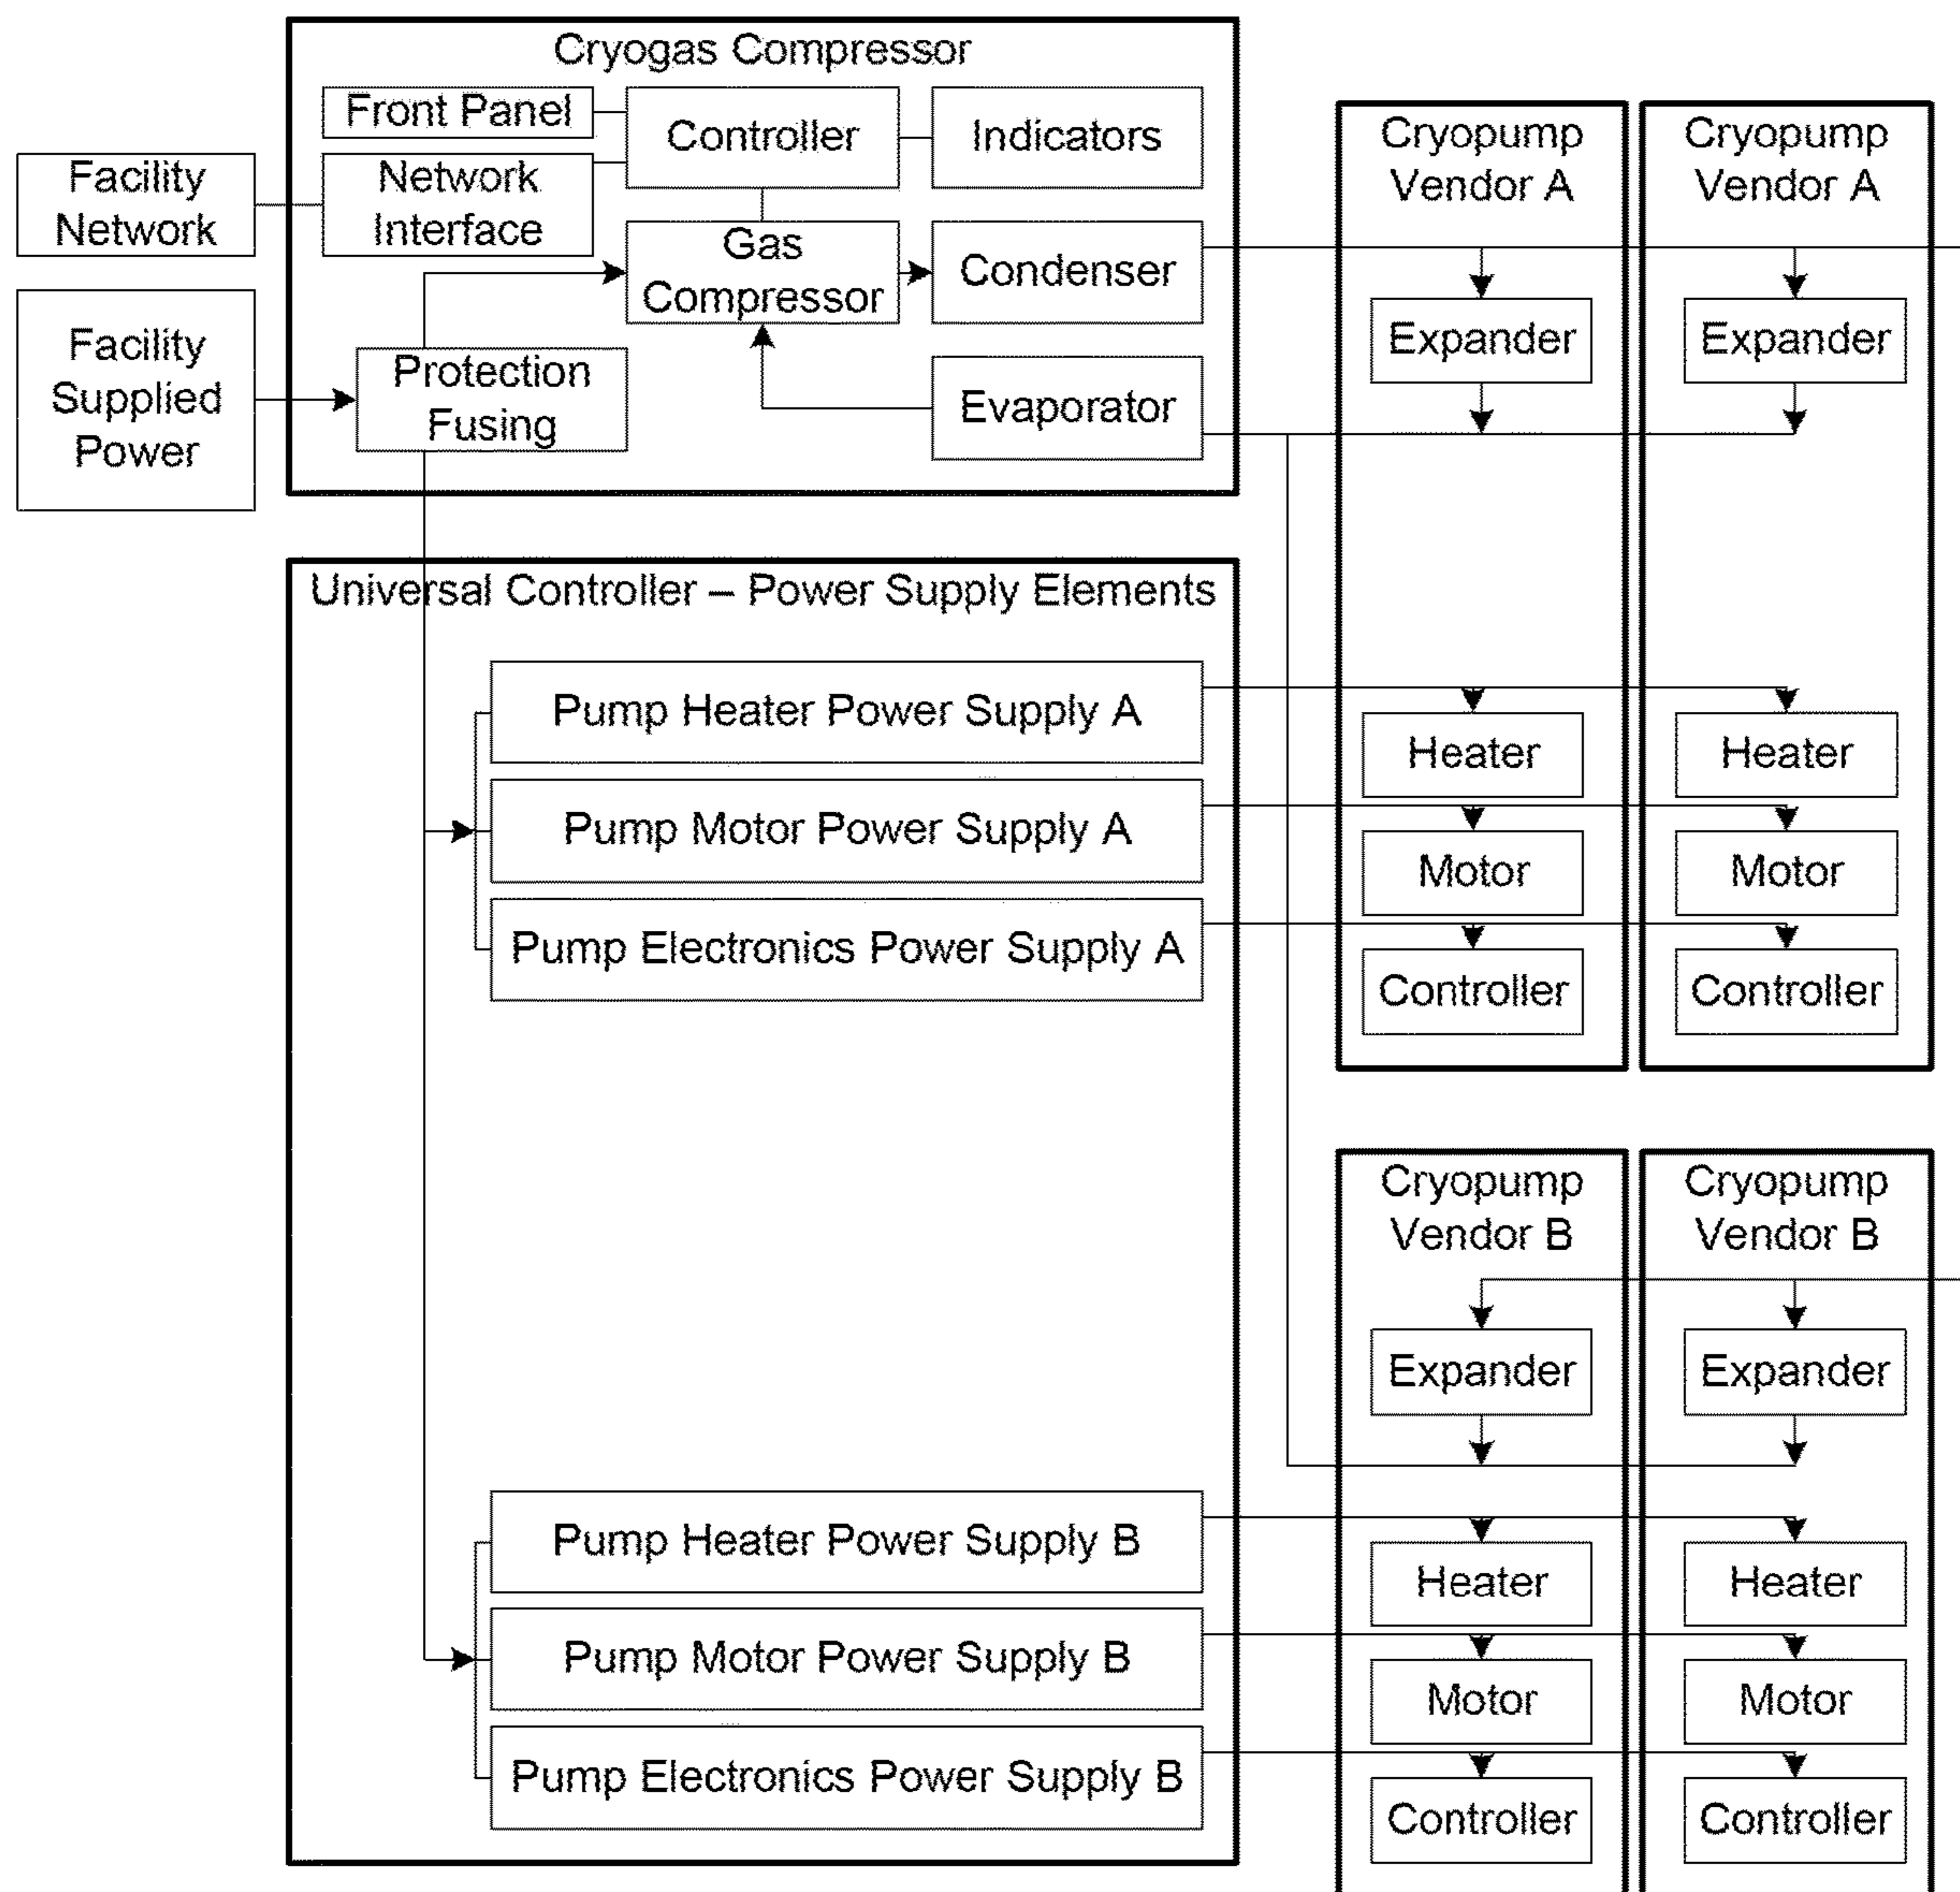 Cryogas Compressor
Front Panel
Controller
Indicators
Network
Interface
Facility
Network
Gas
Compressor
Condenser
Facility
Supplied
Power
Protection
Fusing
Evaporator
Cryopump
Vendor A
Expander
Cryopump
Vendor A
Expander
Universal Controller – Power Supply Elements
Pump Heater Power Supply A
Pump Motor Power Supply A
Pump Electronics Power Supply A
Heater
Motor
Controller
Heater
Motor
Controller
Cryopump
Vendor B
Expander
Cryopump
Vendor B
Expander
Pump Heater Power Supply B
Pump Motor Power Supply B
Pump Electronics Power Supply B
Heater
Motor
Controller
Heater
Motor
Controller